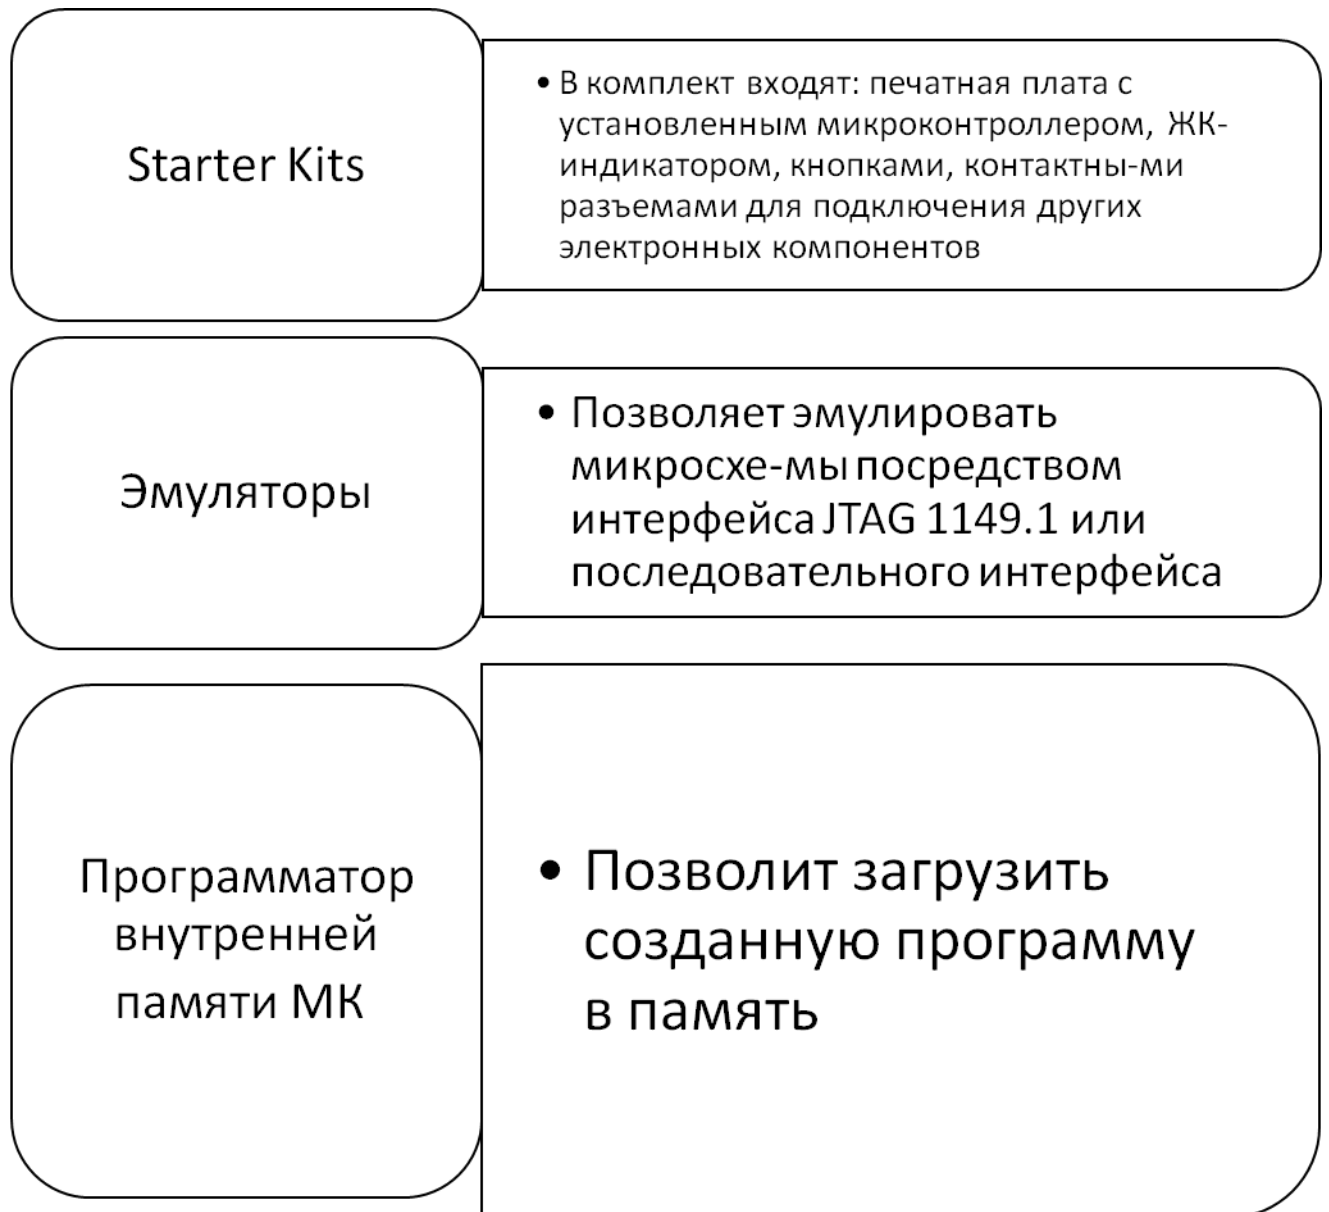 Starter Kits
• В комплект входят: печатная плата с
установленным микроконтроллером, ЖК-
индикатором, кнопками, контактны-ми
разъемами для подключения других
электронных компонентов
Эмуляторы
• Позволяет эмулировать
микросхе-мы посредством
интерфейса JTAG 1149.1 или
последовательного интерфейса
Программатор
внутренней
памяти МК
• Позволит загрузить
созданную программу
в память